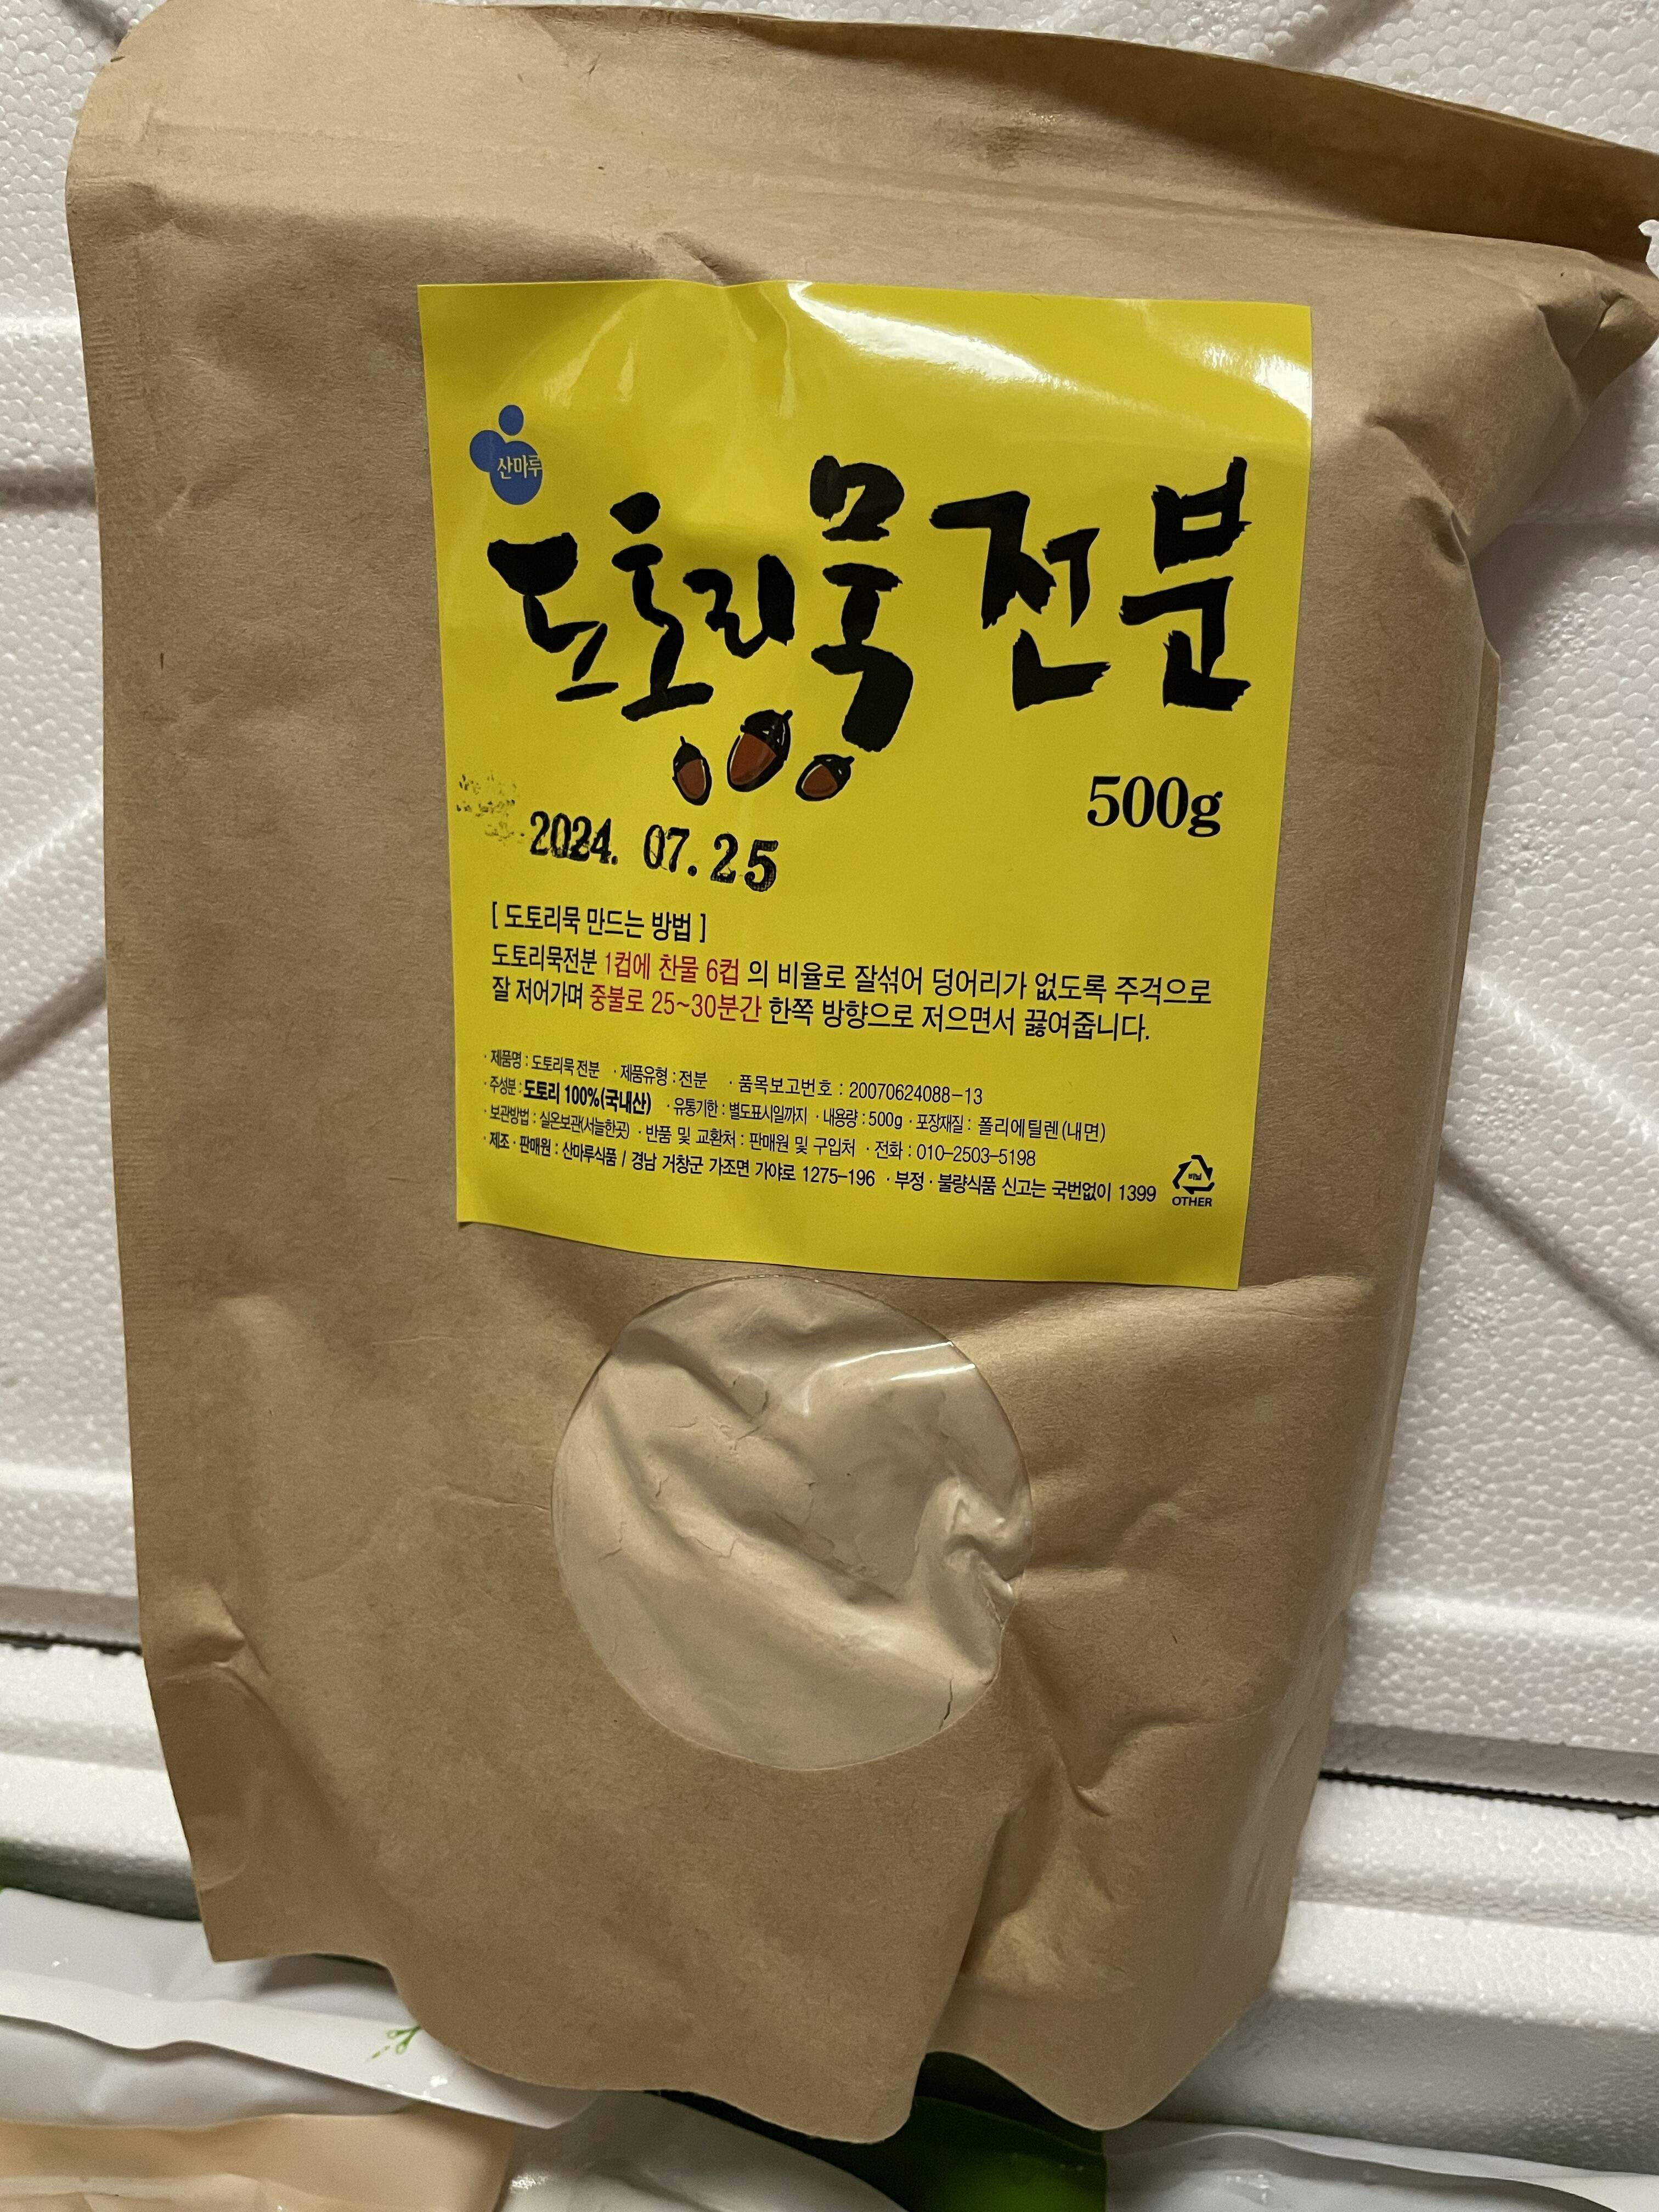 산마루
도토리묵 전분
500g
2024. 07. 25
[ 도토리묵 만드는 방법 ]
도토리묵전분 1컵에 찬물 6컵 의 비율로 잘섞어 덩어리가 없도록 주걱으로
잘 저어가며 중불로 25~30분간 한쪽 방향으로 저으면서 끓여줍니다.
· 제품명 : 도토리묵 전분 · 제품유형 : 전분 · 품목보고번호 : 20070624088-13
· 주성분 : 도토리 100%(국내산) · 유통기한 : 별도표시일까지 · 내용량 : 500g · 포장재질 : 폴리에틸렌(내면)
· 보관방법 : 실온보관(서늘한곳) · 반품 및 교환처 : 판매원 및 구입처 · 전화 : 010-2503-5198
· 제조 · 판매원 : 산마루식품 / 경남 거창군 가조면 가야로 1275-196 · 부정 · 불량식품 신고는 국번없이 1399
비닐
OTHER